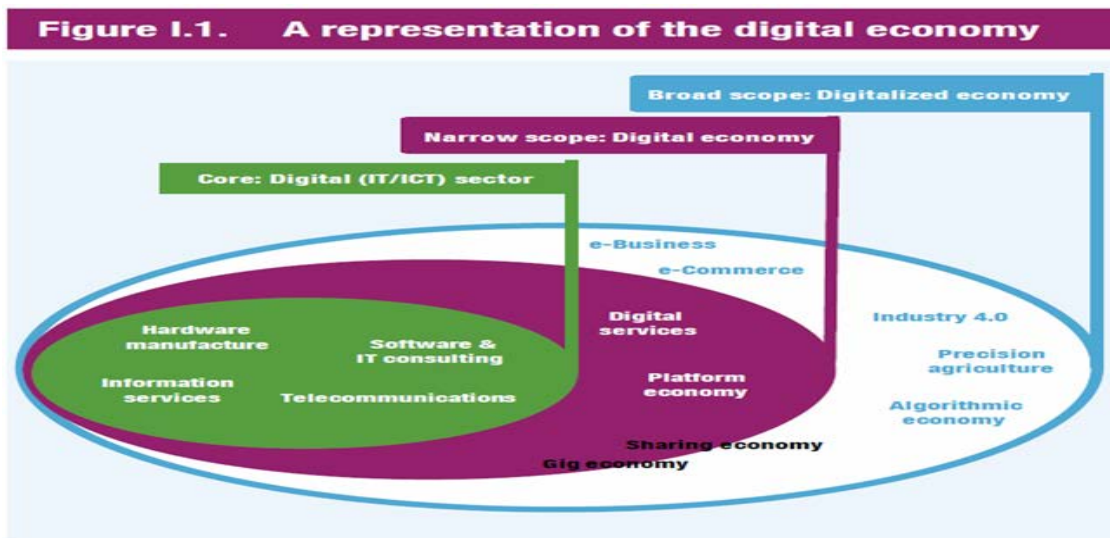 Figure I.1. A representation of the digital economy
Broad scope: Digitalized economy
Narrow scope: Digital economy
Core: Digital (IT/ICT) sector
e-Business
e-Commerce
Hardware
manufacture
Software &
IT consulting
Information
services
Telecommunications
Digital
services
Platform
economy
Industry 4.0
Precision
agriculture
Algorithmic
economy
Sharing economy
Gig economy